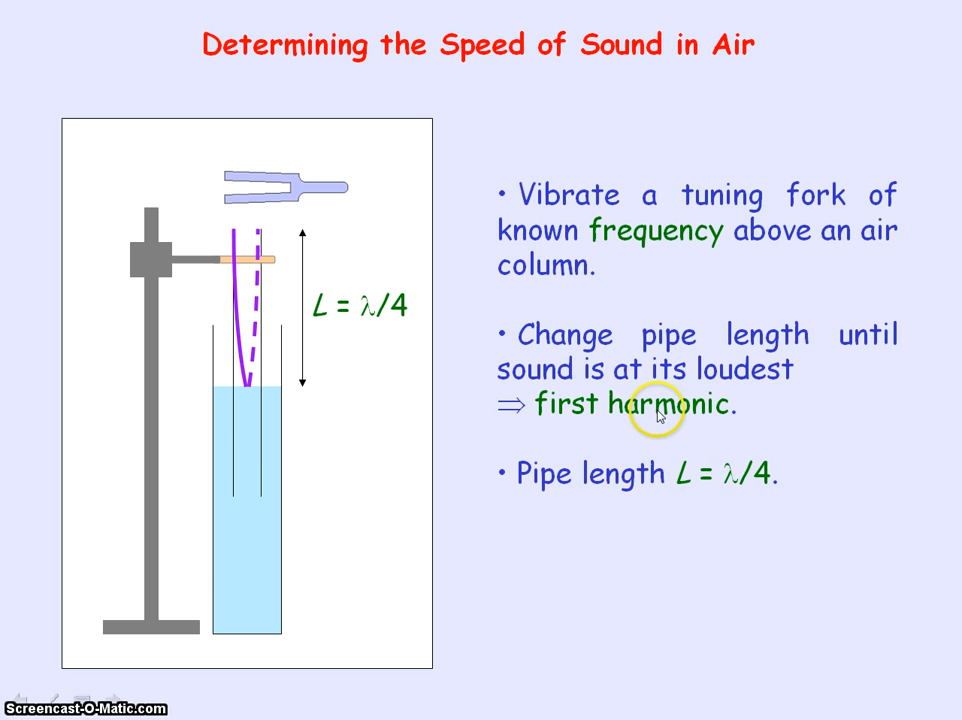 Determining the Speed of Sound in Air
L = λ/4
• Vibrate a tuning fork of
known frequency above an air
column.
• Change pipe length until
sound is at its loudest
⇒ first harmonic.
• Pipe length L = λ/4.
Screencast-O-Matic.com